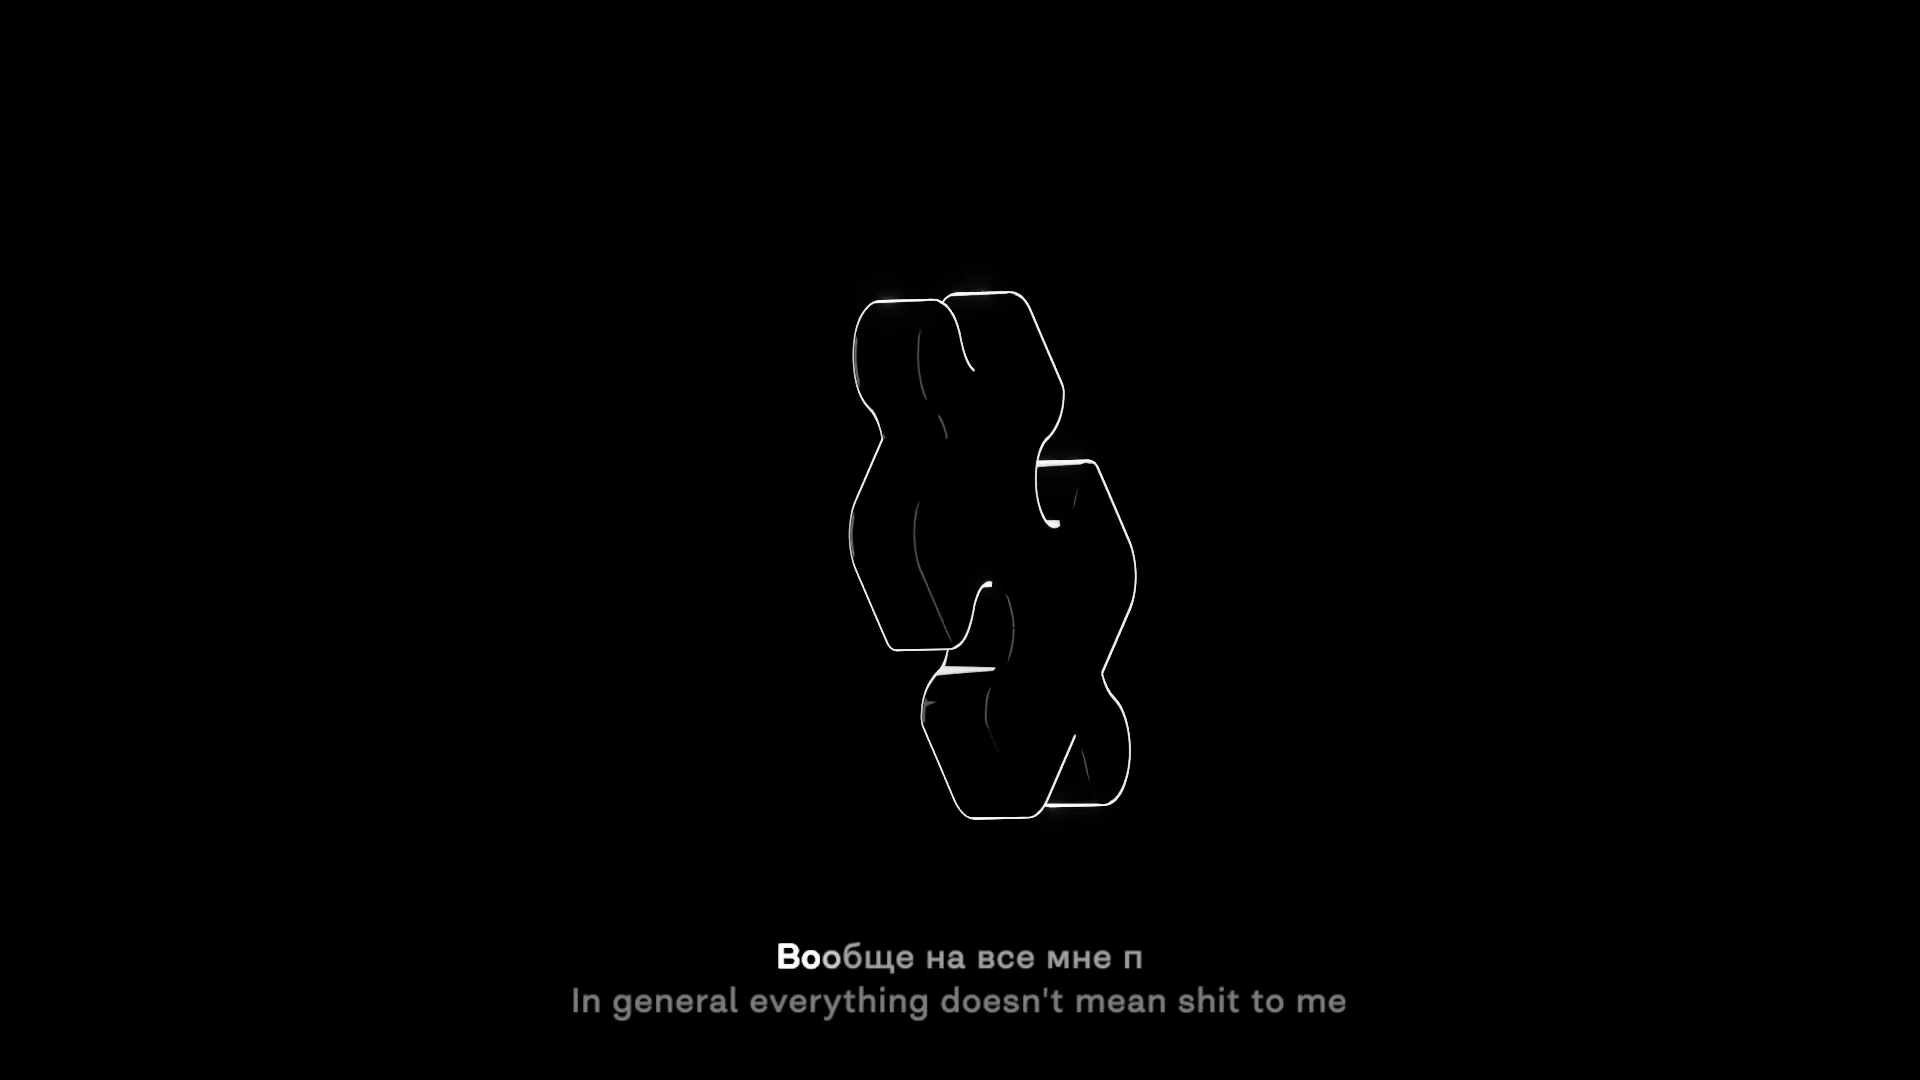 Вообще на все мне п
In general everything doesn't mean shit to me